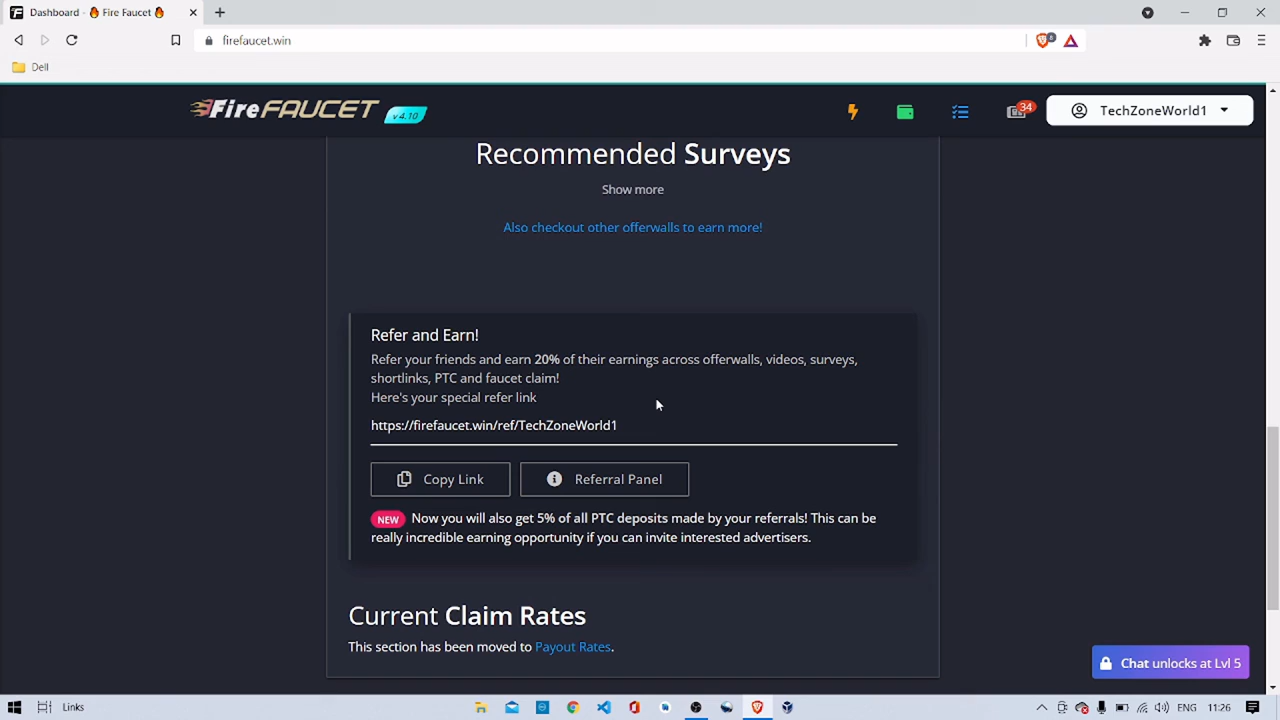 Dashboard - 🔥 Fire Faucet 🔥
firefaucet.win
6
Dell
FireFAUCET v4.10
34
TechZoneWorld1
Recommended Surveys
Show more
Also checkout other offerwalls to earn more!
Refer and Earn!
Refer your friends and earn 20% of their earnings across offerwalls, videos, surveys,
shortlinks, PTC and faucet claim!
Here's your special refer link
https://firefaucet.win/ref/TechZoneWorld1
Copy Link
Referral Panel
NEW Now you will also get 5% of all PTC deposits made by your referrals! This can be
really incredible earning opportunity if you can invite interested advertisers.
Current Claim Rates
This section has been moved to Payout Rates.
Chat unlocks at Lvl 5
Links
ENG
11:26